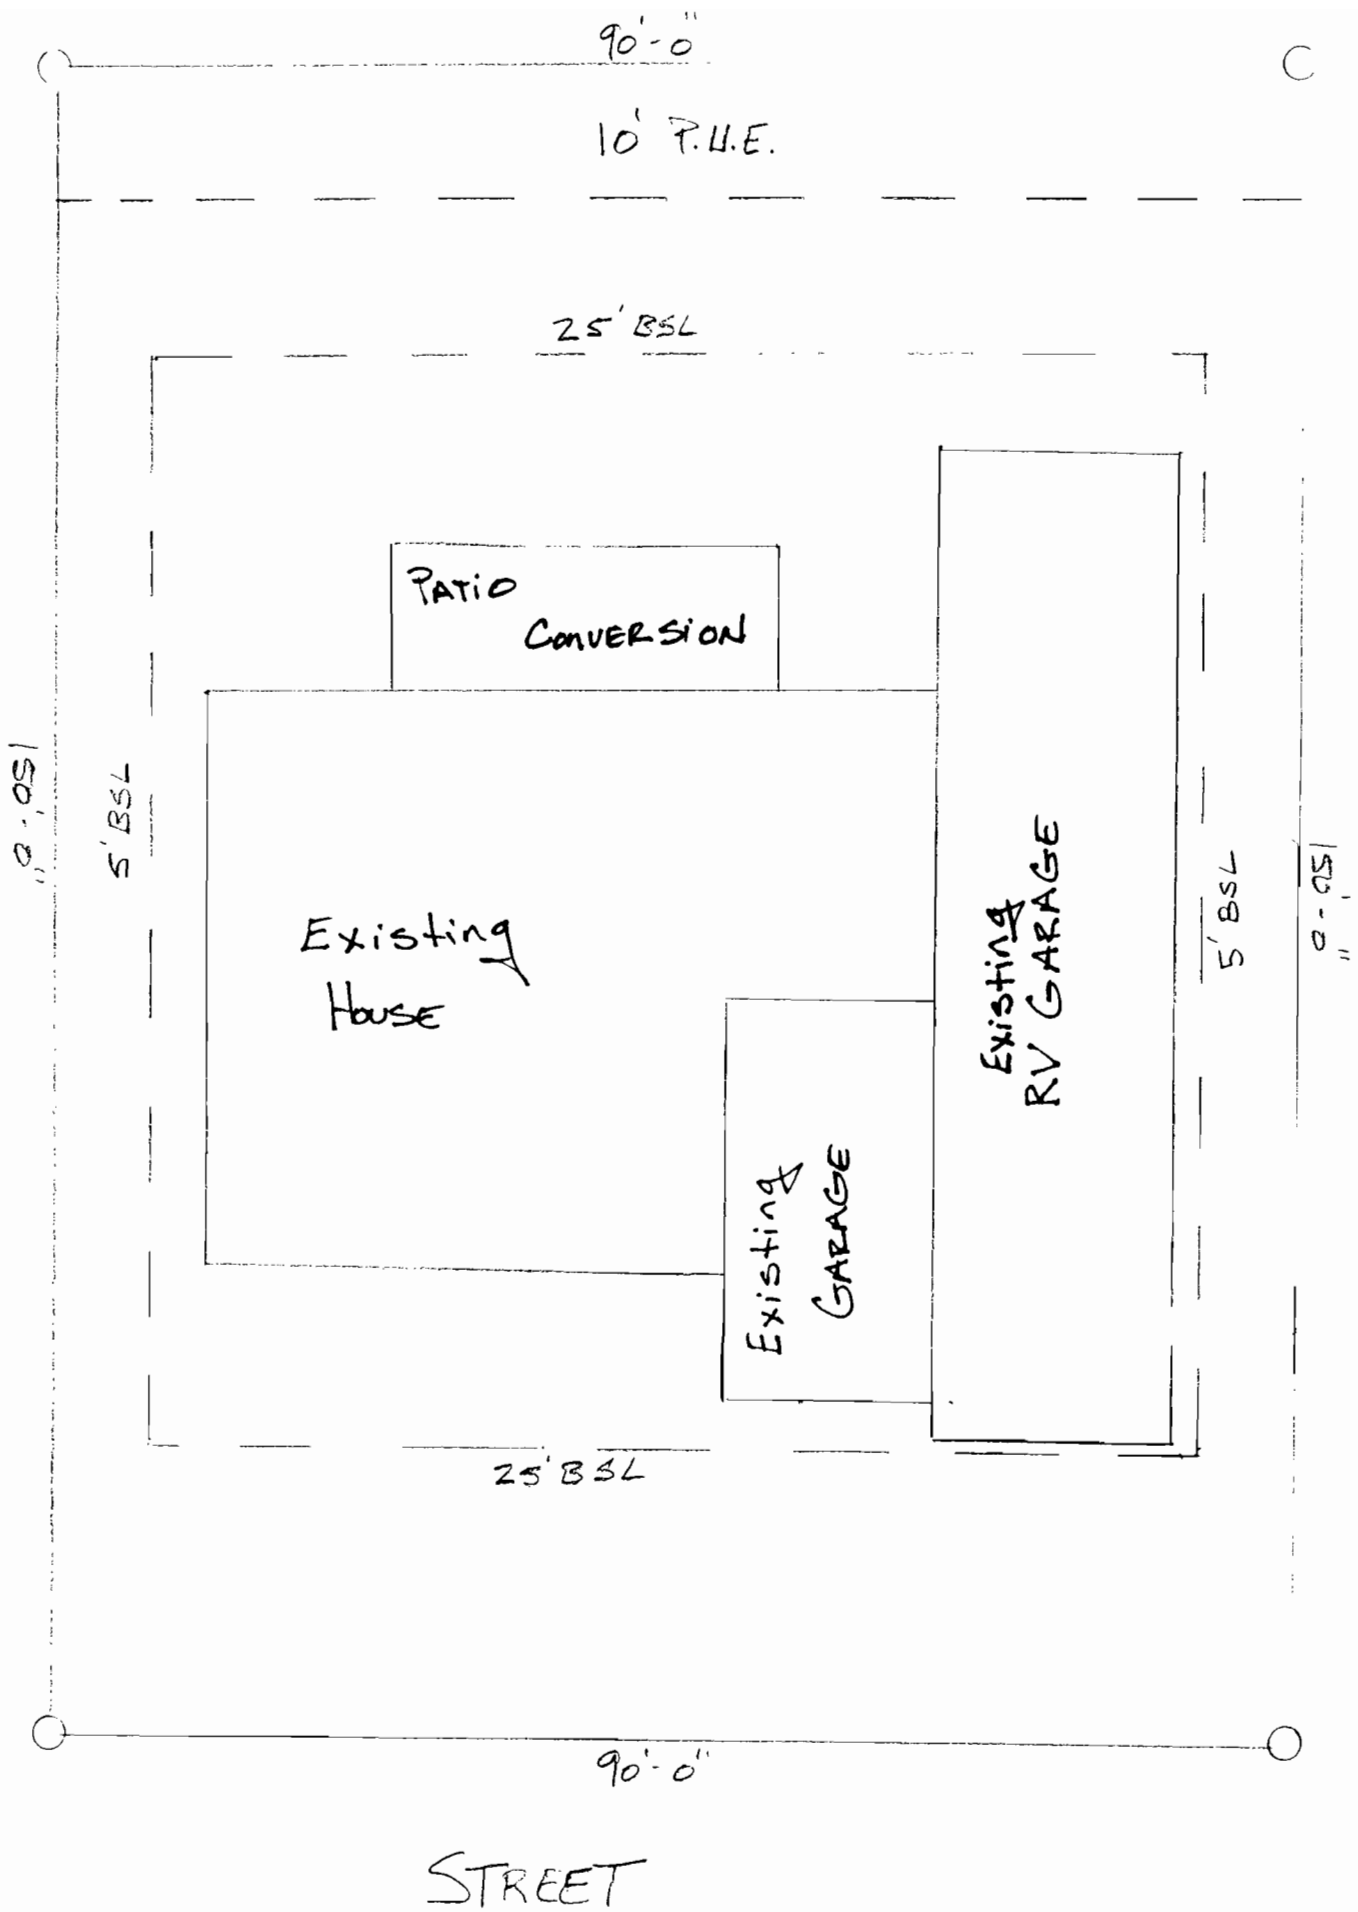 90'-0"
10' P.U.E.
25' BSL
PATiO
CONVERSiON
150'-0"
5' BSL
Existing
HOUSE
Existing
RV GARAGE
5' BSL
150'-0"
Existing
GARAGE
25' BSL
90'-0"
STREET